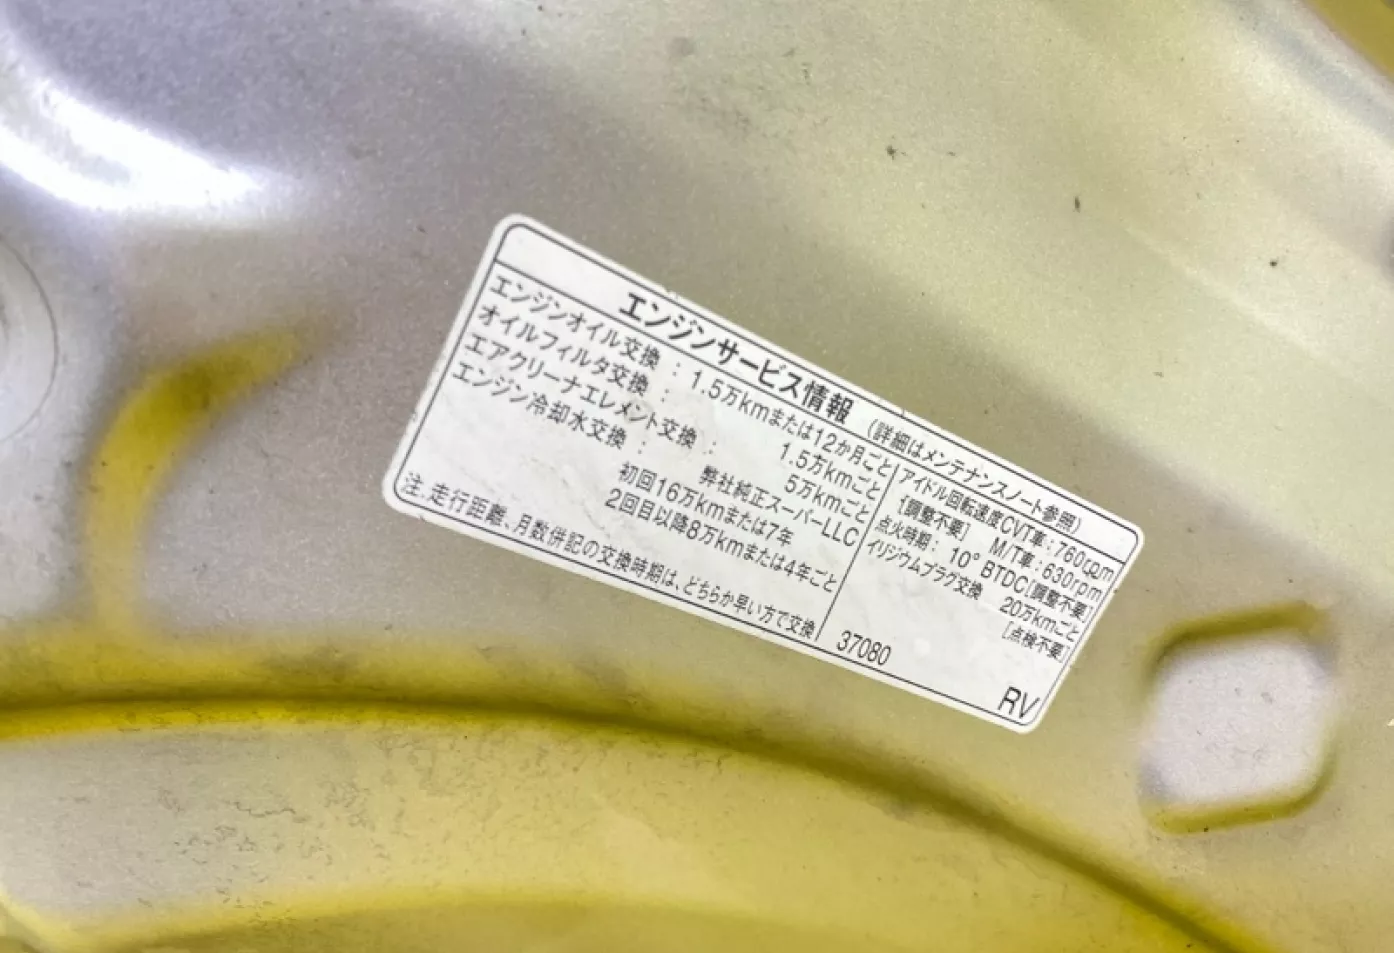 エンジンサービス情報 (詳細はメンテナンスノート参照)
エンジンオイル交換 : 1.5万kmまたは12か月ごと
オイルフィルタ交換 : 1.5万kmごと
エアクリーナエレメント交換 : 5万kmごと
エンジン冷却水交換 : 弊社純正スーパーLLC
初回16万kmまたは7年
2回目以降8万kmまたは4年ごと
注. 走行距離、月数併記の交換時期は、どちらか早い方で交換
アイドル回転速度CVT車 : 760rpm
[調整不要] M/T車 : 630rpm
点火時期 : 10° BTDC[調整不要]
イリジウムプラグ交換 20万kmごと
[点検不要]
37080
RV